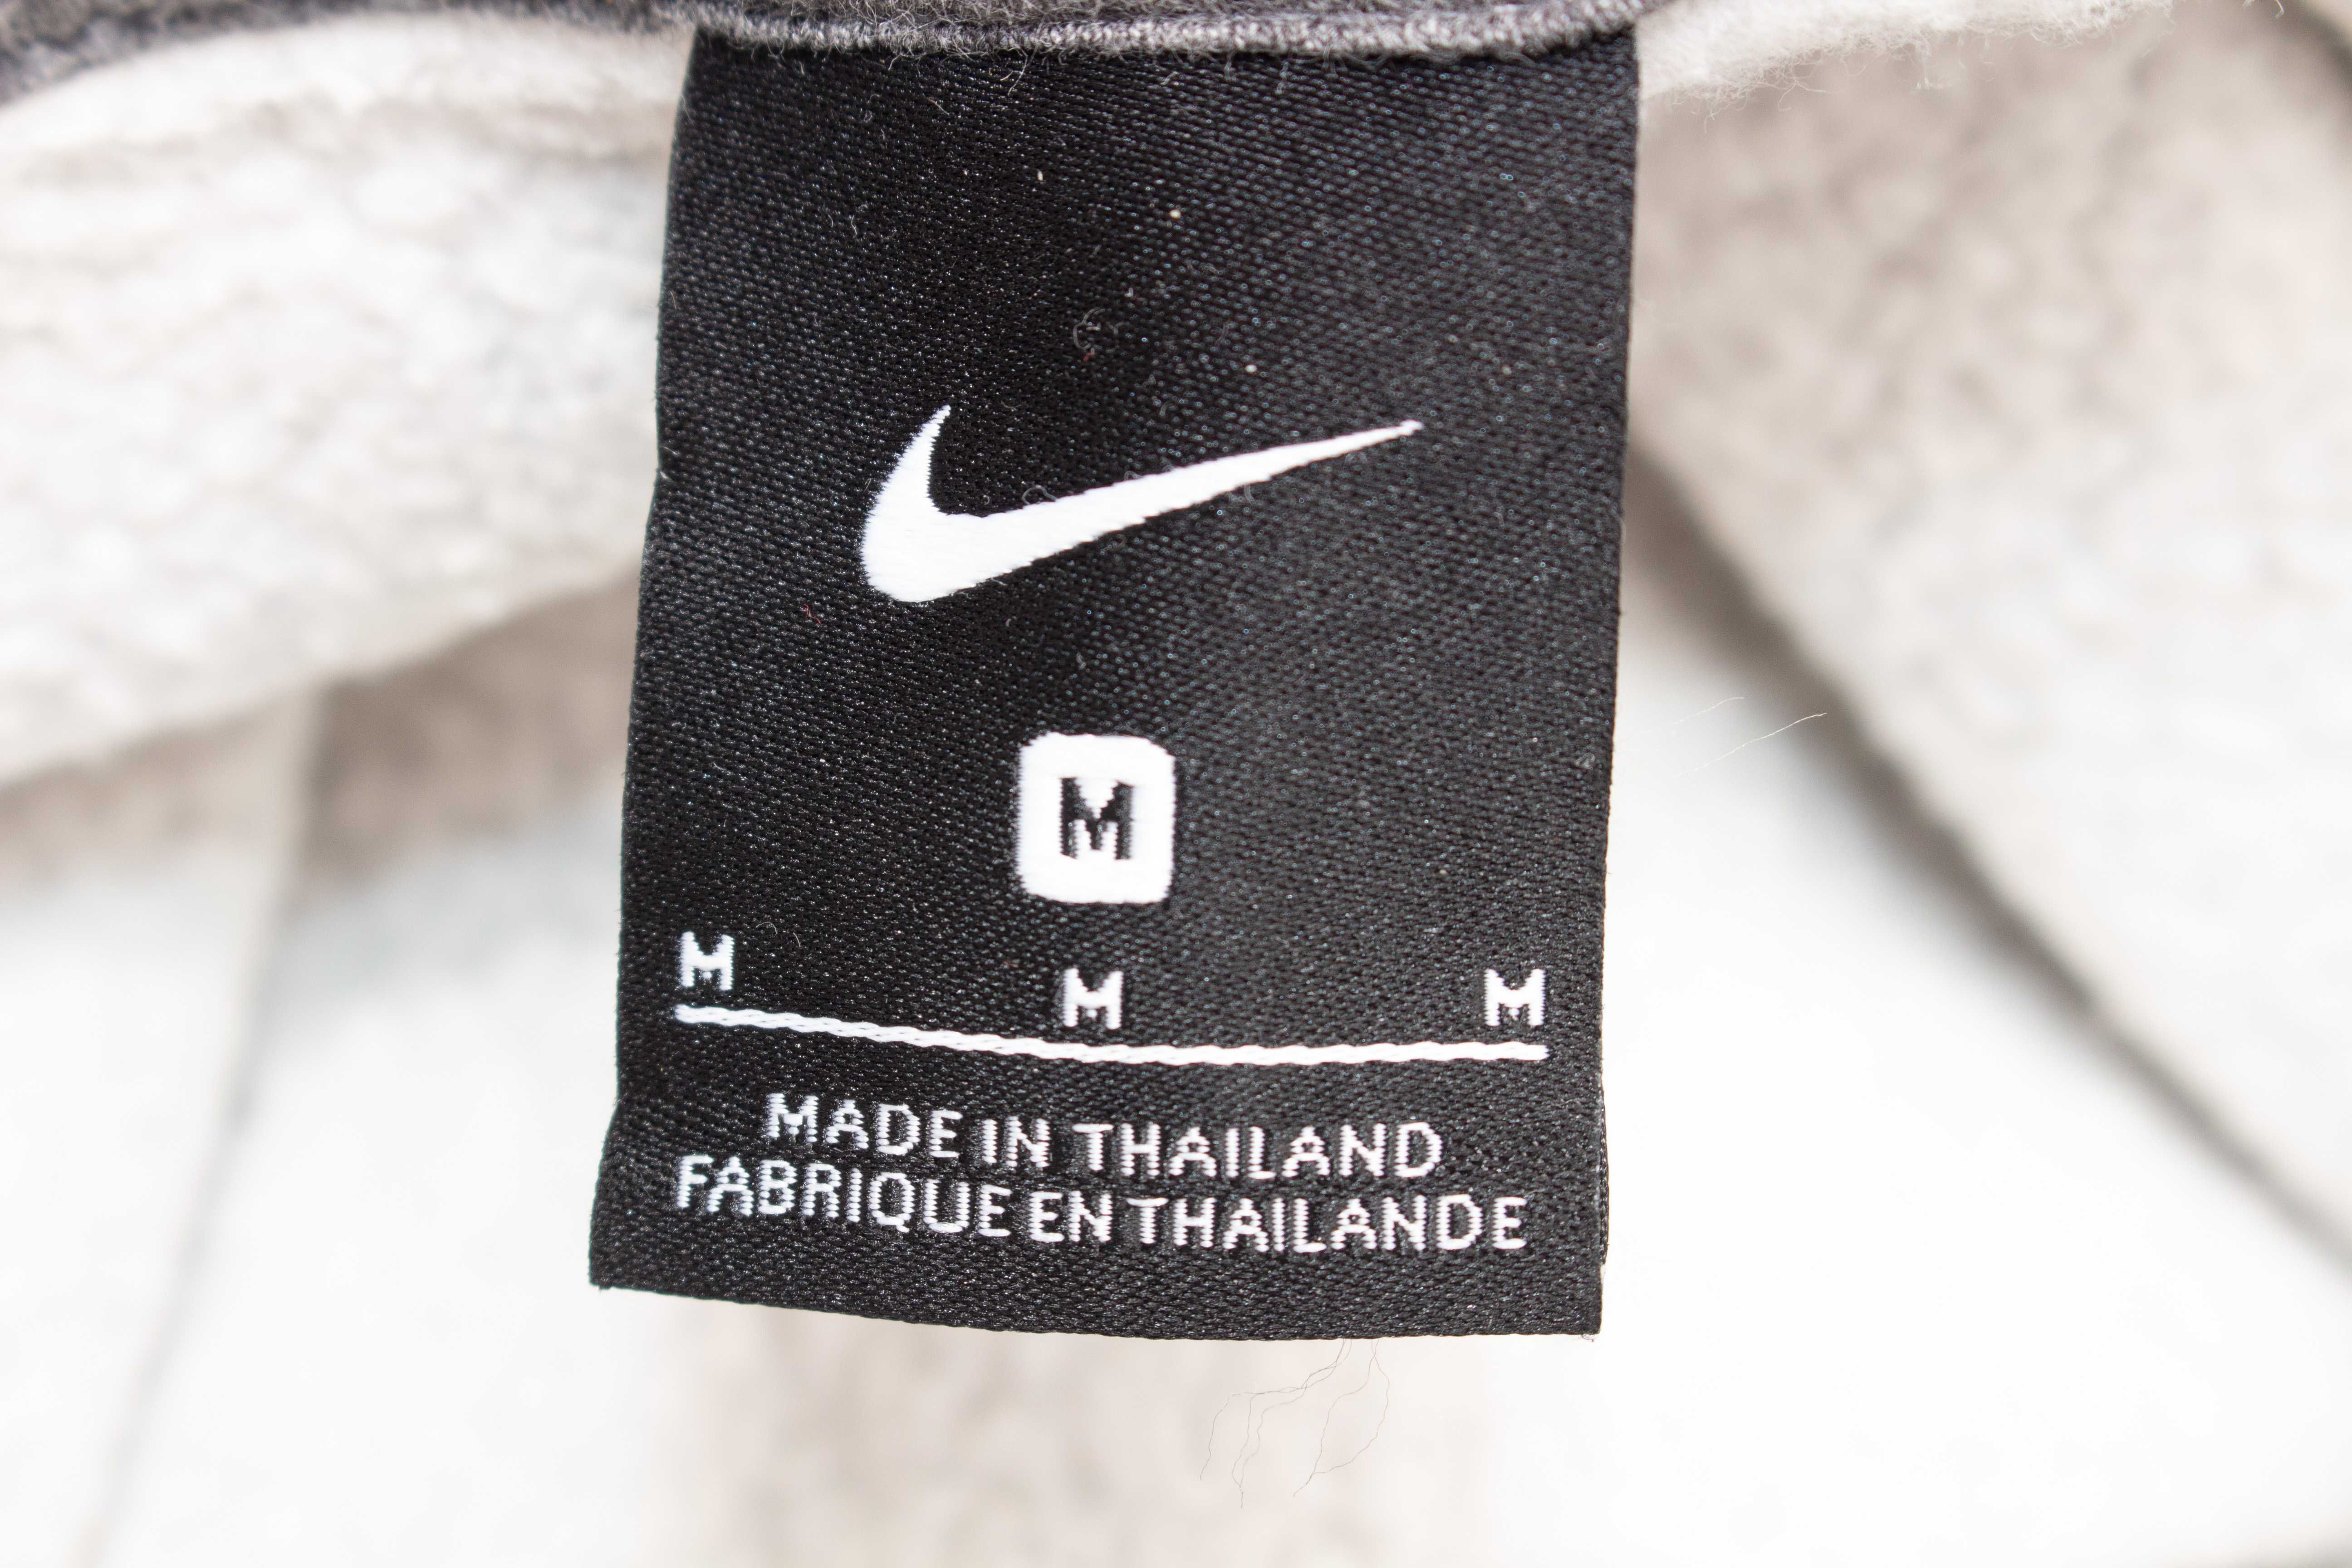 M
M M M
MADE IN THAILAND
FABRIQUE EN THAILANDE